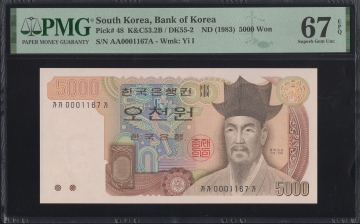 PMG
PAPER MONEY GUARANTY
South Korea, Bank of Korea
Pick# 48 K&C53.2B / DK55-2 ND (1983) 5000 Won
S/N AA0001167A - Wmk: Yi I
67 EPQ
Superb Gem Unc
5000
한국은행권
가가 0001167 가
오천원
한국은행
가가 0001167 가
5000